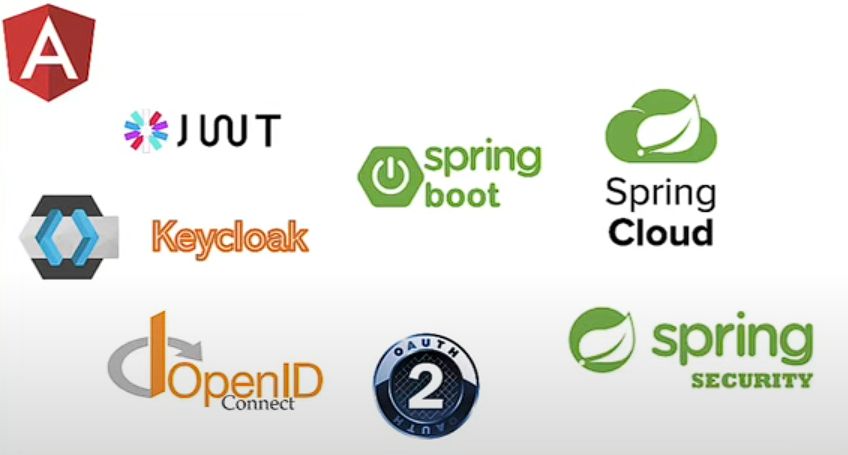 A
JWT
spring
boot
Spring
Cloud
Keycloak
OpenID
Connect
OAUTH
2
OAUTH
spring
SECURITY